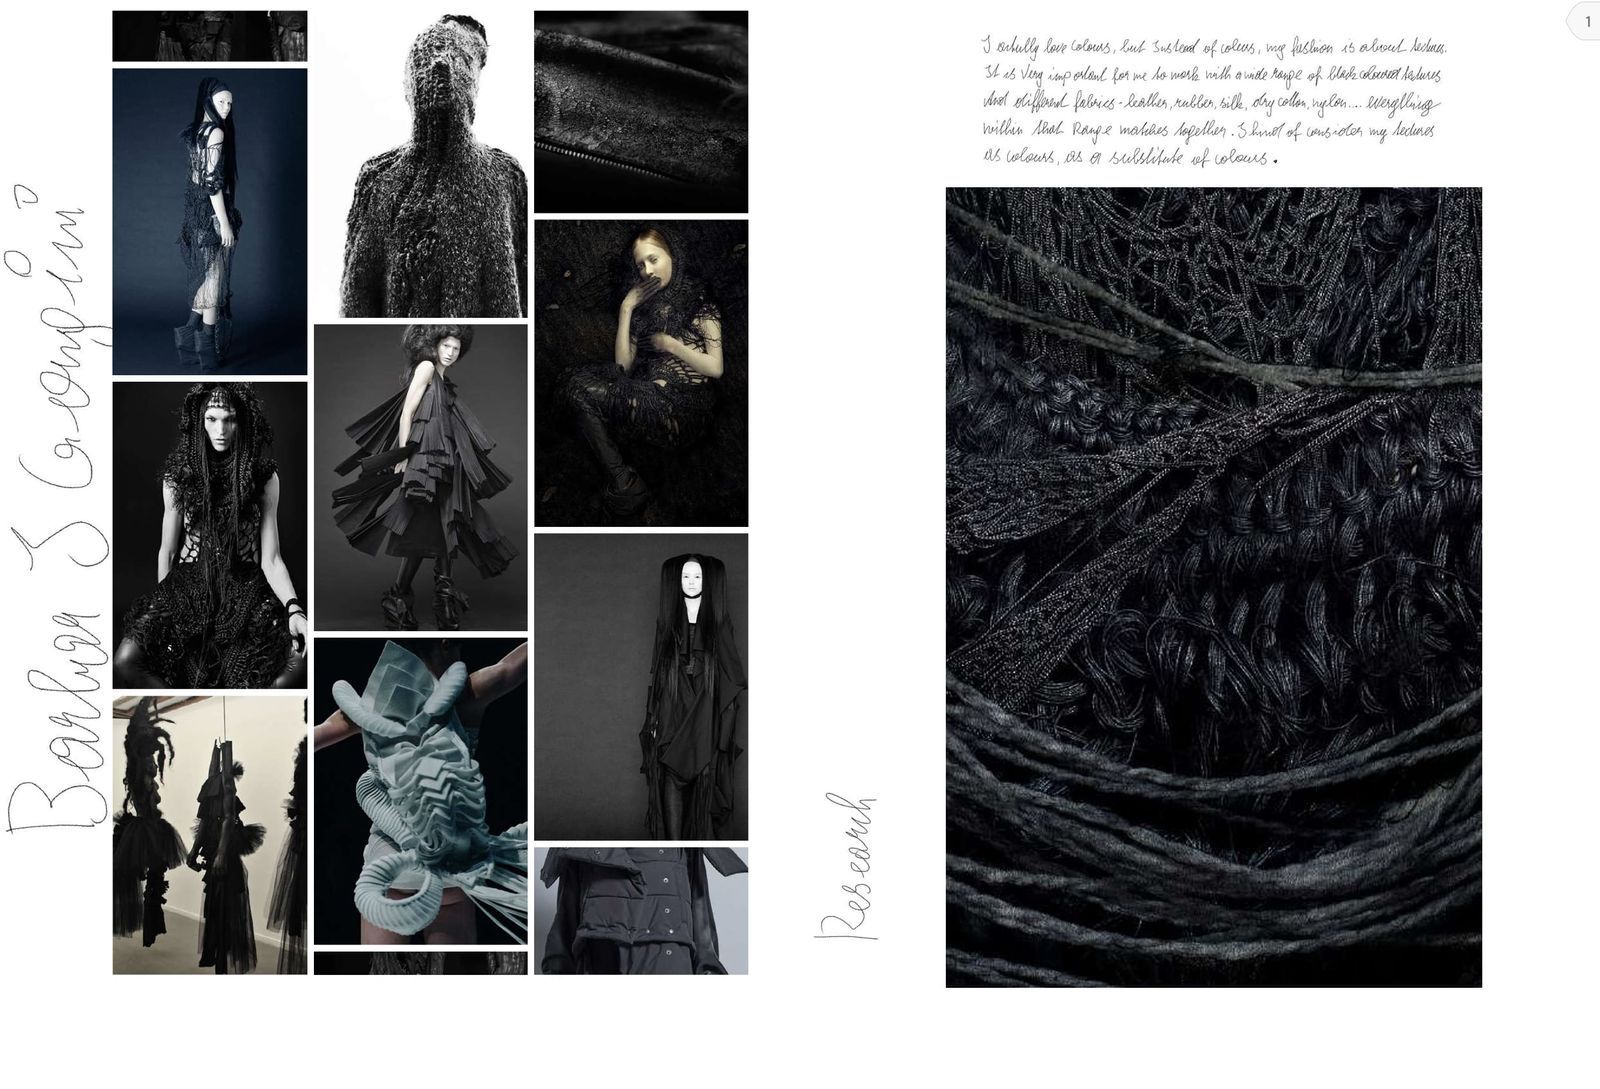 Barbara I Gongini
I actully love colours, but Instead of colurs, my fashion is about textures.
It is Very important for me to work with a wide range of black coloured textures
And different fabrics - leather, rubber, silk, dry cotton, nylon.... everything
within that Range matches together. I kind of consider my textures
as colours, as a substitute of colours.
Research
1